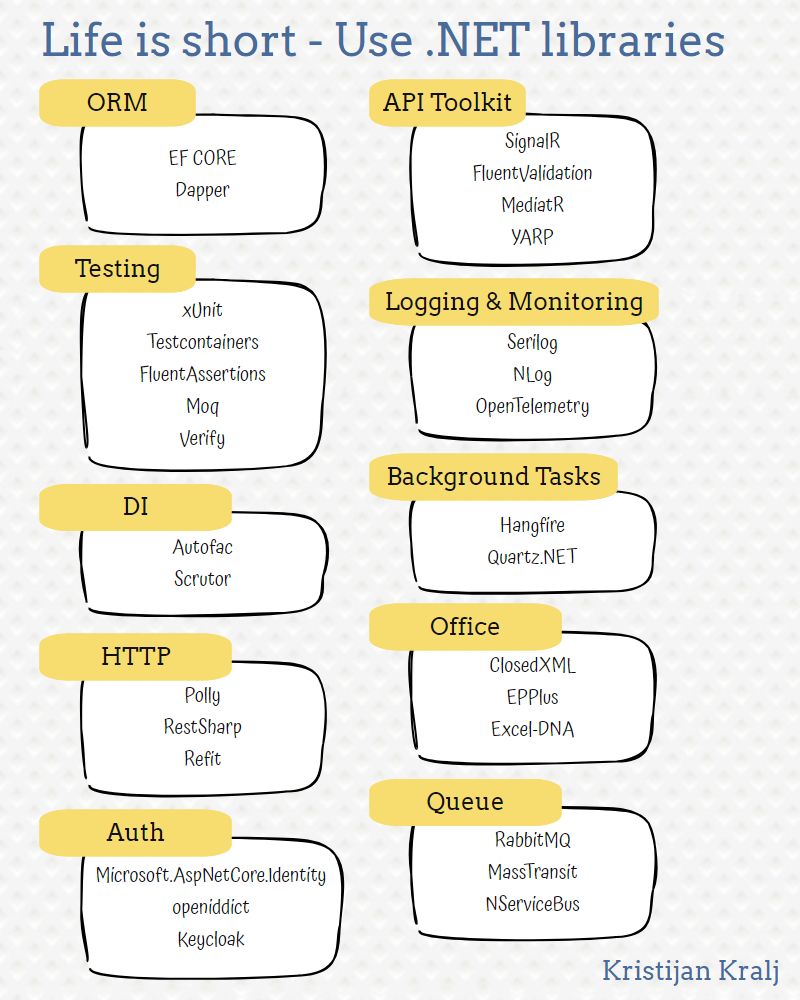 Life is short - Use .NET libraries
ORM
EF CORE
Dapper
Testing
xUnit
Testcontainers
FluentAssertions
Moq
Verify
DI
Autofac
Scrutor
HTTP
Polly
RestSharp
Refit
Auth
Microsoft.AspNetCore.Identity
openiddict
Keycloak
API Toolkit
SignalR
FluentValidation
MediatR
YARP
Logging & Monitoring
Serilog
NLog
OpenTelemetry
Background Tasks
Hangfire
Quartz.NET
Office
ClosedXML
EPPlus
Excel-DNA
Queue
RabbitMQ
MassTransit
NServiceBus
Kristijan Kralj